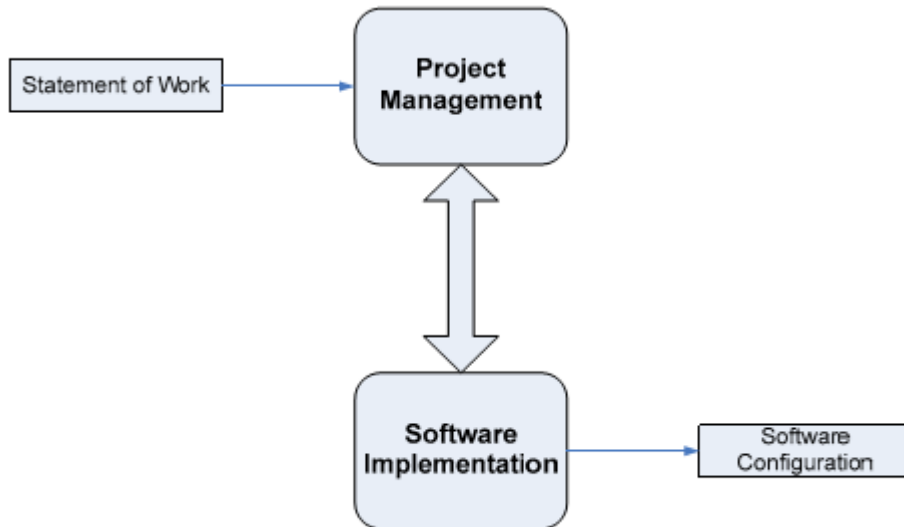 Project
Management
Statement of Work
Software
Implementation
Software
Configuration